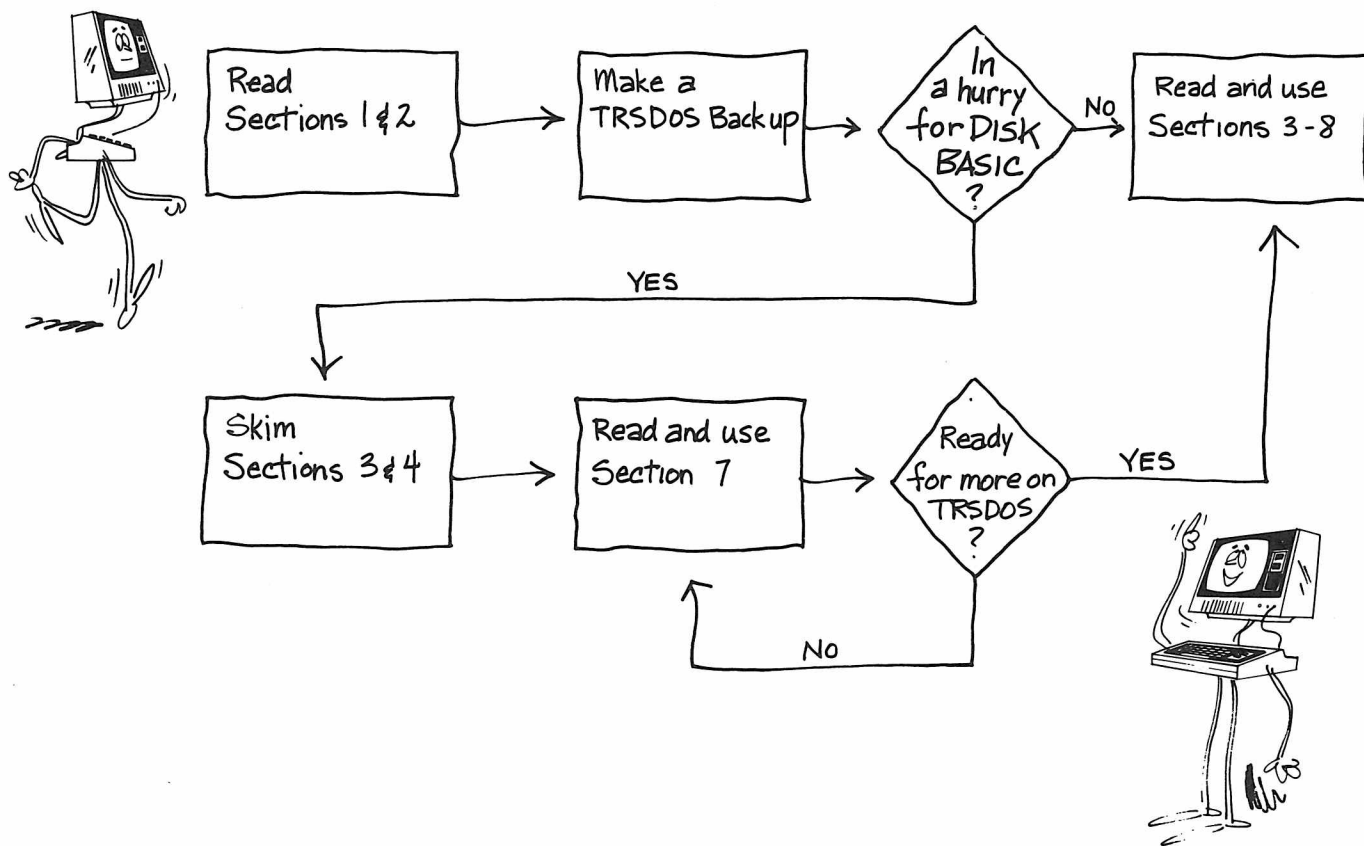 Read
Sections 1 & 2
Make a
TRSDOS Backup
In
a hurry
for DISK
BASIC
?
NO
Read and use
Sections 3-8
YES
Skim
Sections 3 & 4
Read and use
Section 7
Ready
for more on
TRSDOS
?
YES
NO